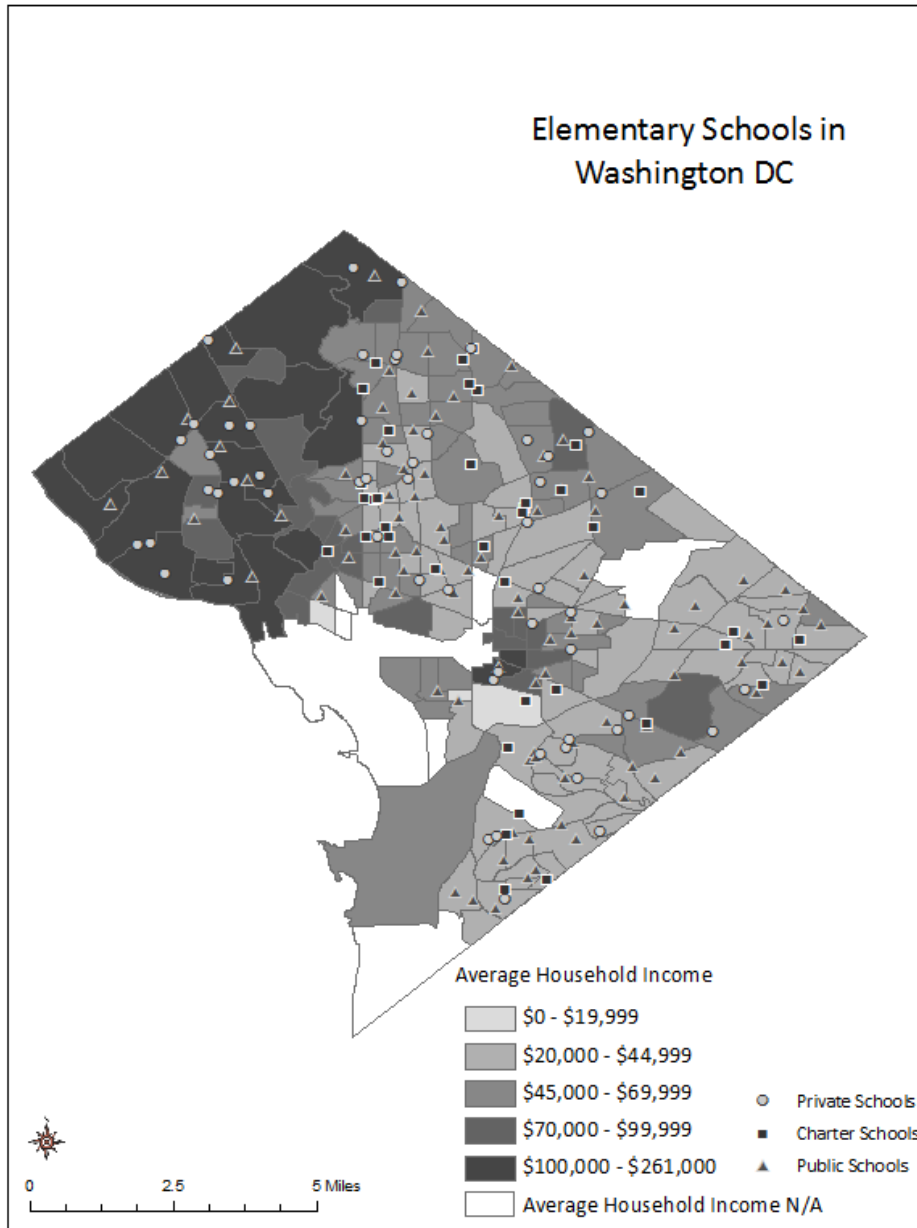 Elementary Schools in
Washington DC
Average Household Income
$0 - $19,999
$20,000 - $44,999
$45,000 - $69,999
$70,000 - $99,999
$100,000 - $261,000
Average Household Income N/A
Private Schools
Charter Schools
Public Schools
0 2.5 5 Miles